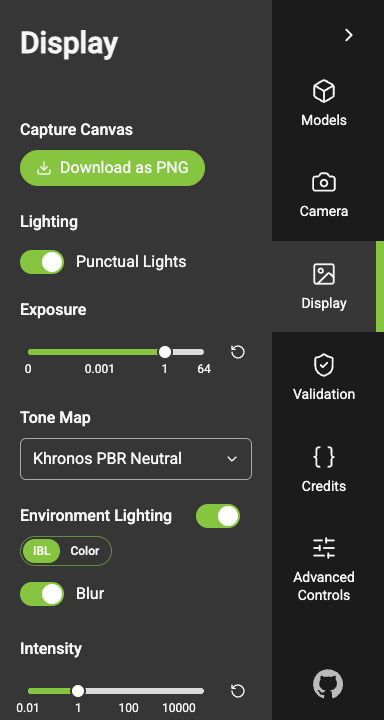 Display
Capture Canvas
Download as PNG
Lighting
Punctual Lights
Exposure
0 0.001 1 64
Tone Map
Khronos PBR Neutral
Environment Lighting
IBL Color
Blur
Intensity
0.01 1 100 10000
Models
Camera
Display
Validation
Credits
Advanced
Controls